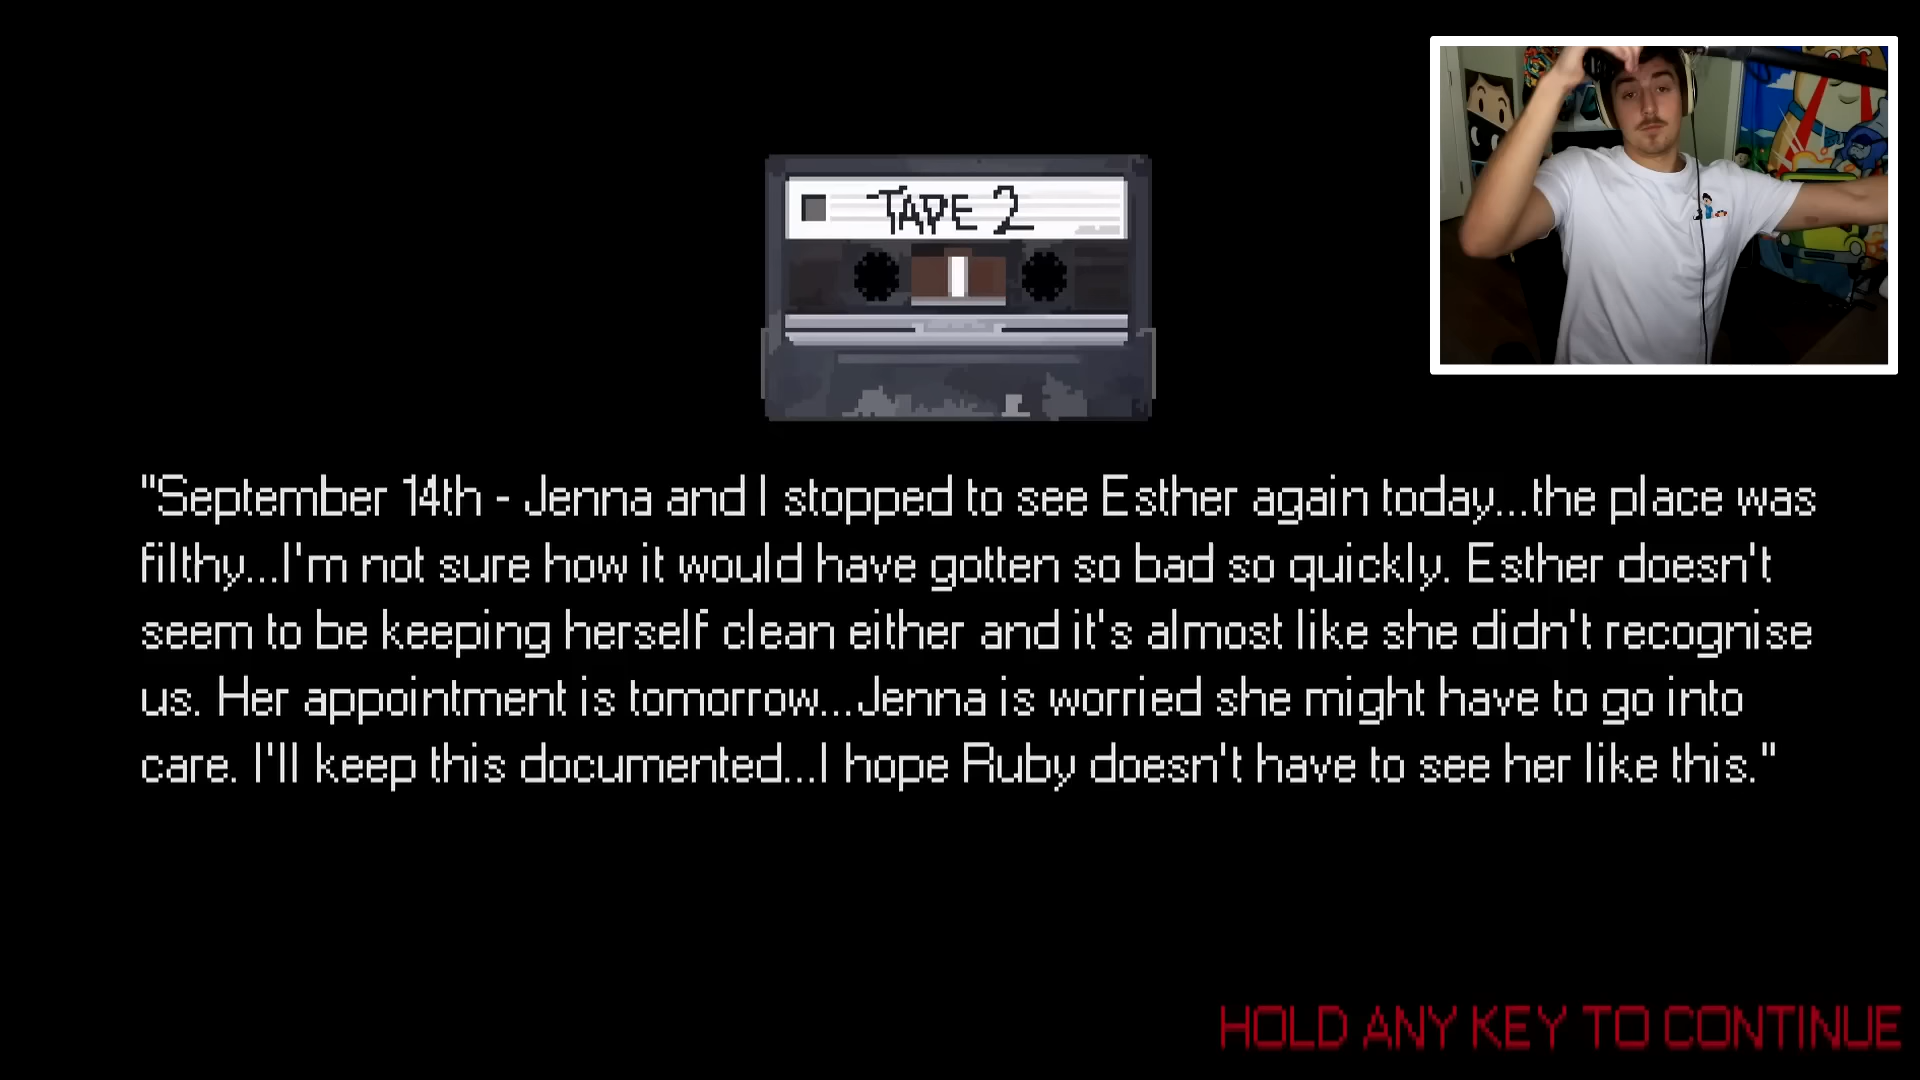 TAPE 2
"September 14th - Jenna and I stopped to see Esther again today...the place was
filthy...I'm not sure how it would have gotten so bad so quickly. Esther doesn't
seem to be keeping herself clean either and it's almost like she didn't recognise
us. Her appointment is tomorrow...Jenna is worried she might have to go into
care. I'll keep this documented...I hope Ruby doesn't have to see her like this."
HOLD ANY KEY TO CONTINUE